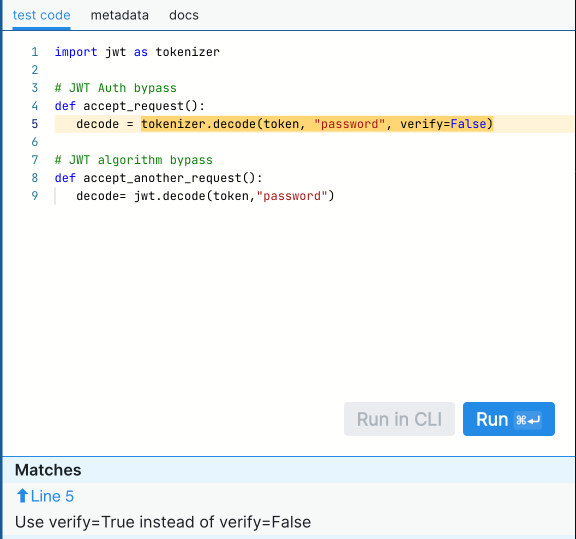 test code metadata docs
1 import jwt as tokenizer
2
3 # JWT Auth bypass
4 def accept_request():
5    decode = tokenizer.decode(token, "password", verify=False)
6
7 # JWT algorithm bypass
8 def accept_another_request():
9    decode= jwt.decode(token,"password")
Run in CLI Run ⌘↵
Matches
⬆Line 5
Use verify=True instead of verify=False